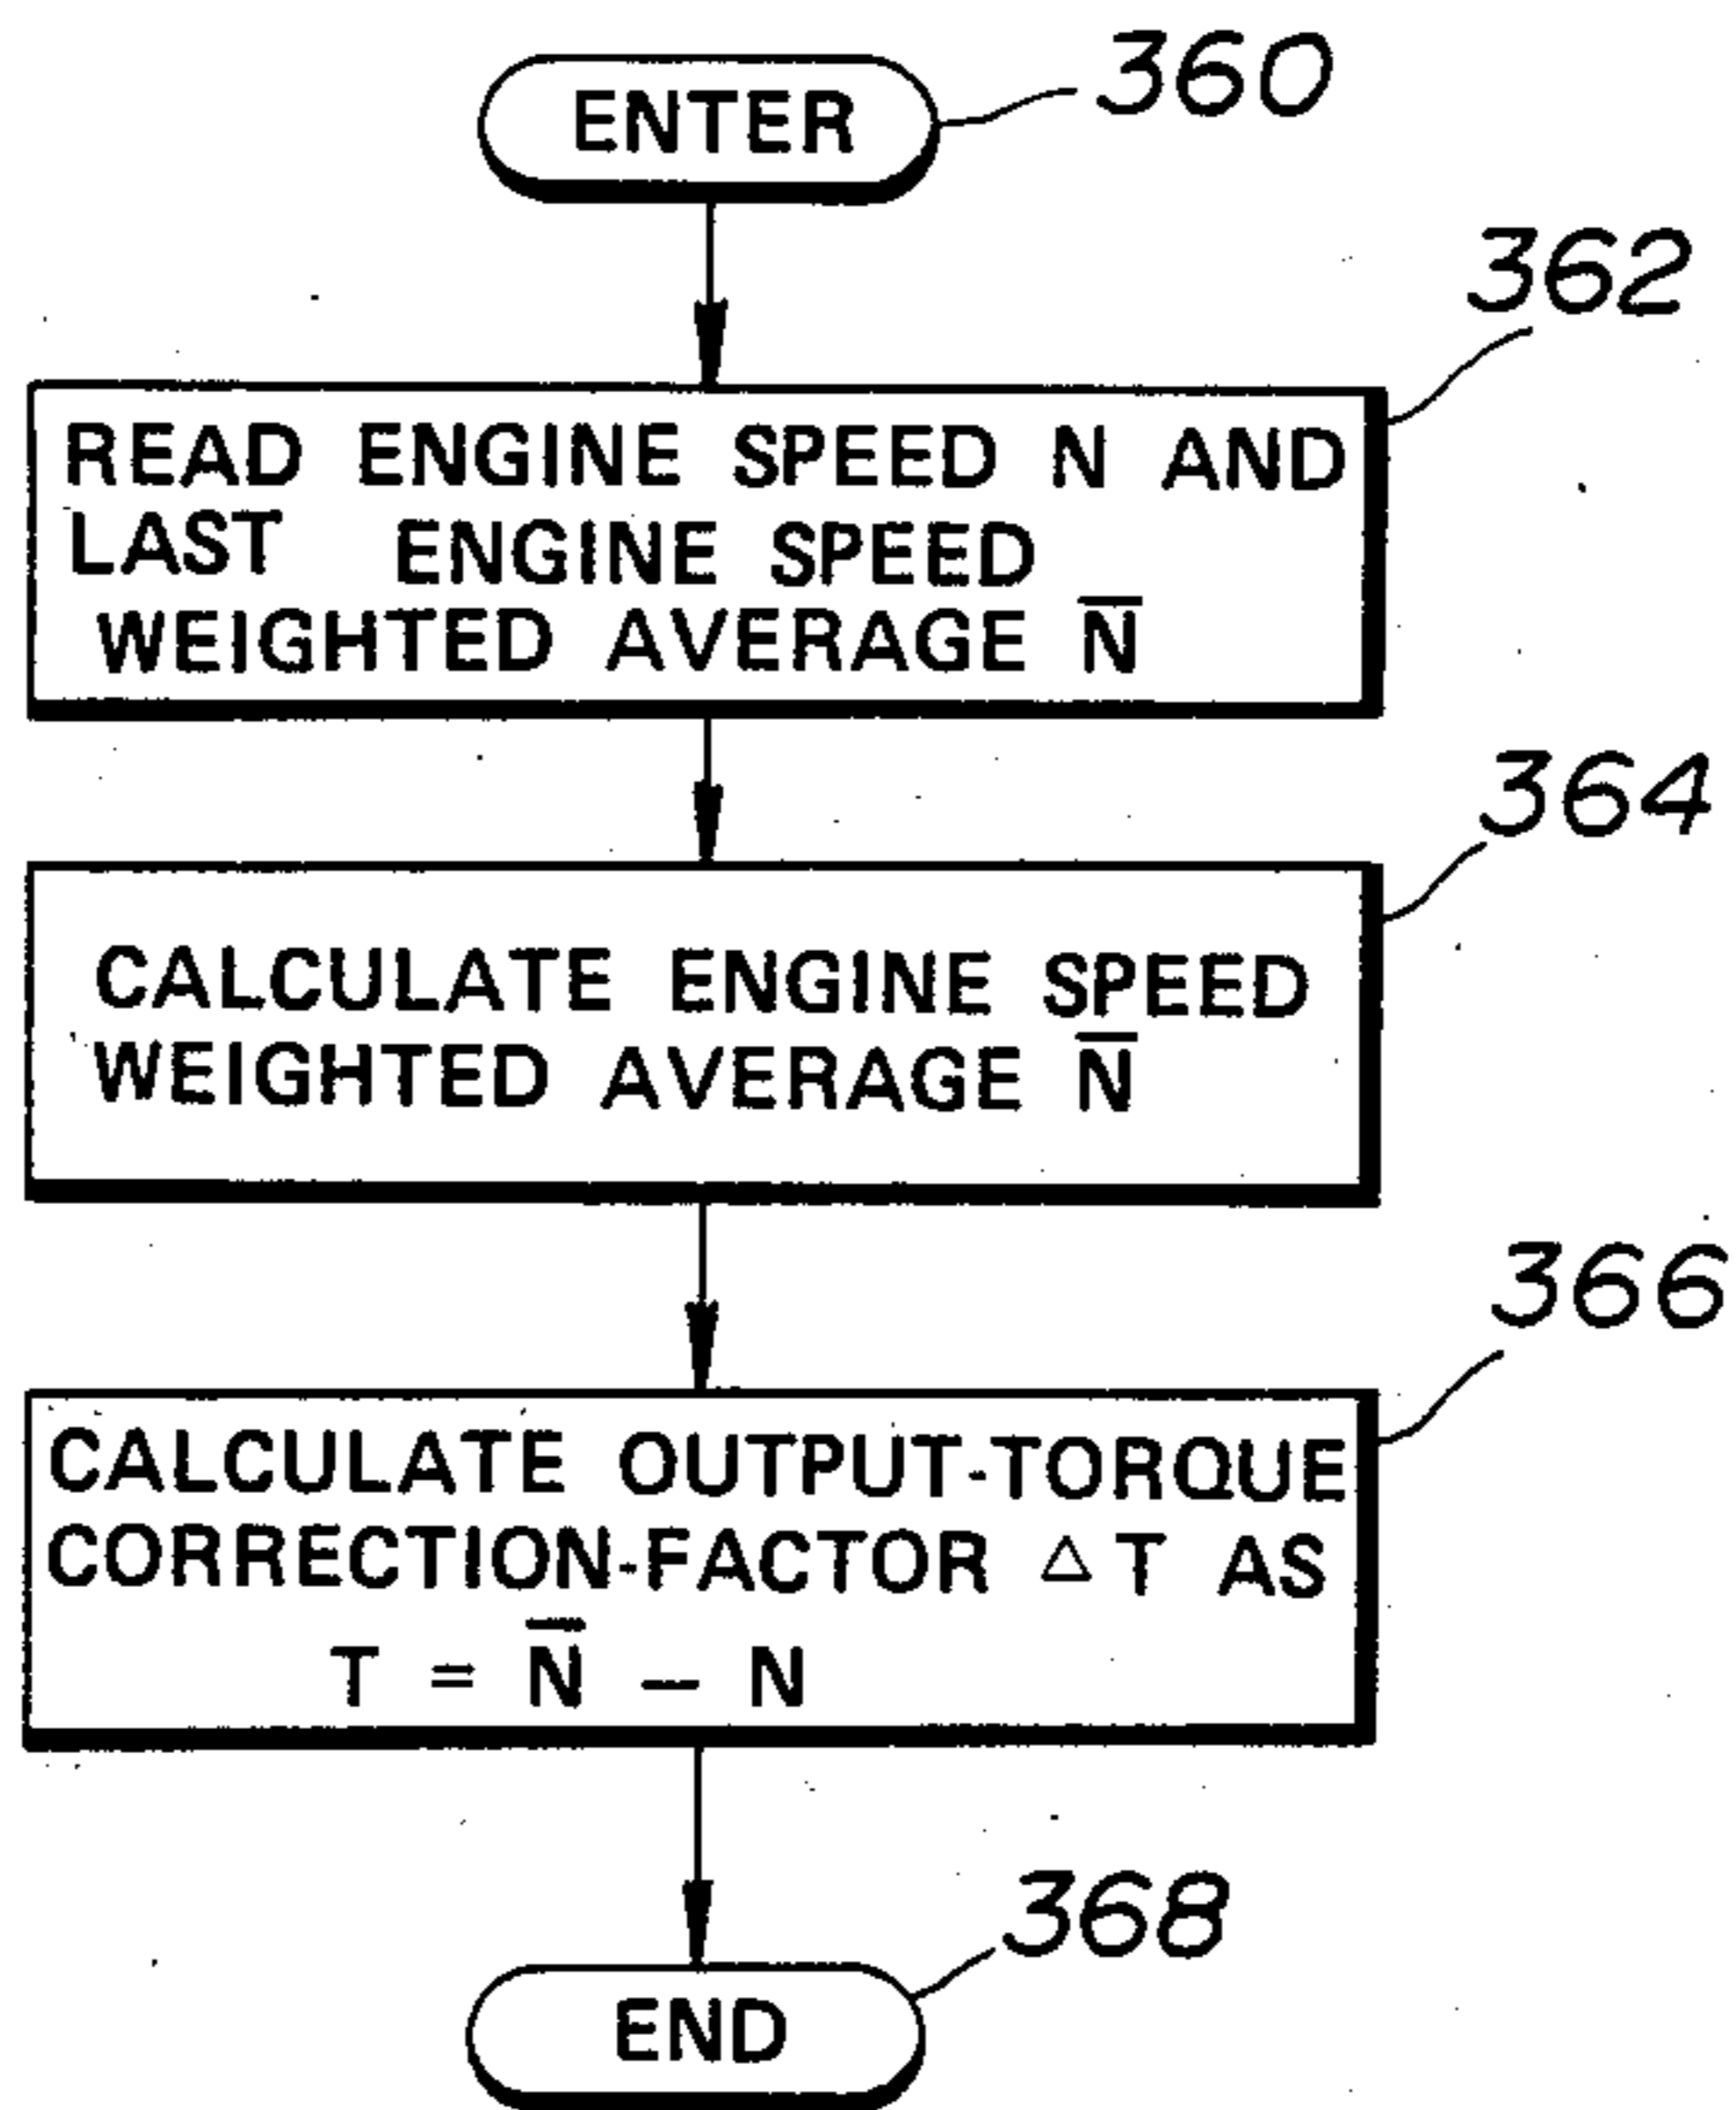 ENTER
360
362
READ ENGINE SPEED N AND
LAST ENGINE SPEED
WEIGHTED AVERAGE N̅
364
CALCULATE ENGINE SPEED
WEIGHTED AVERAGE N̅
366
CALCULATE OUTPUT-TORQUE
CORRECTION-FACTOR △T AS
T = N̅ – N
368
END